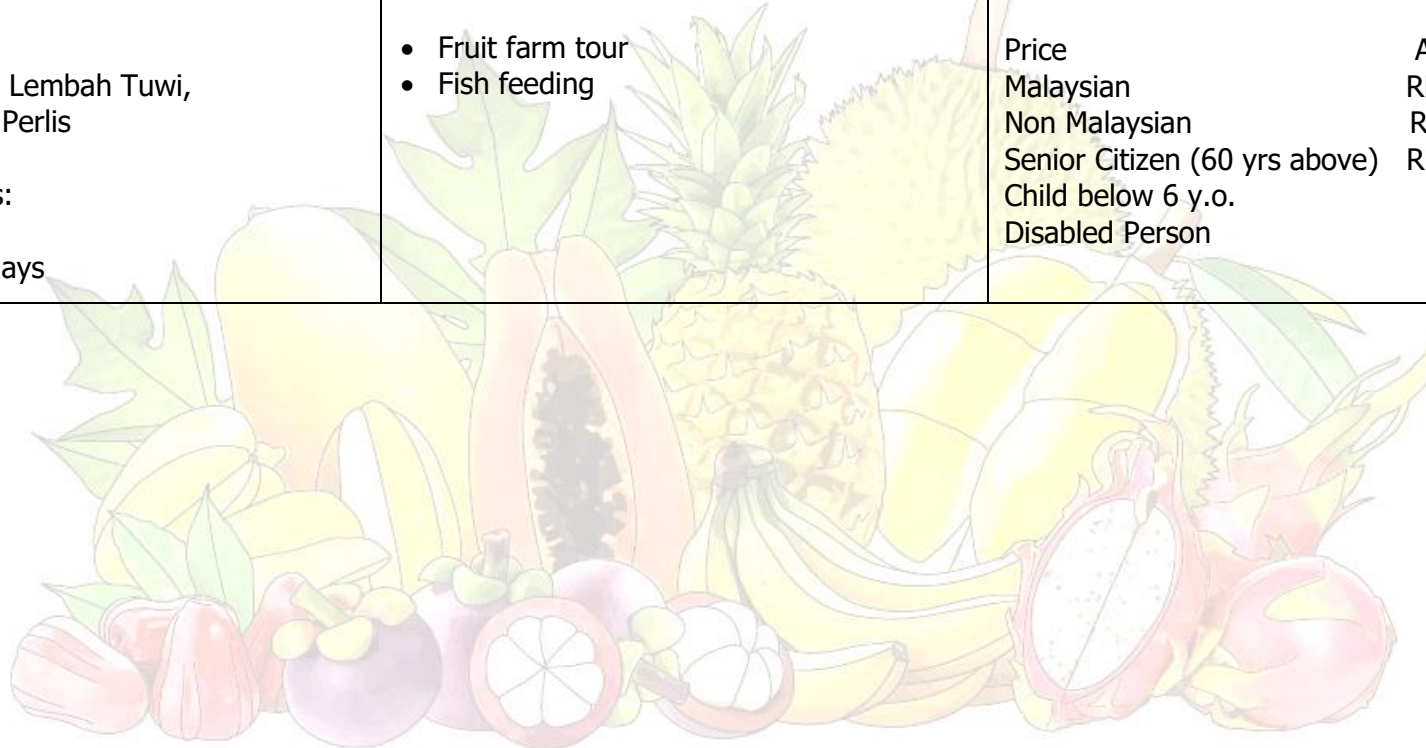 Lembah Tuwi,
Perlis
s:
ays
• Fruit farm tour
• Fish feeding
Price A
Malaysian R
Non Malaysian R
Senior Citizen (60 yrs above) R
Child below 6 y.o.
Disabled Person